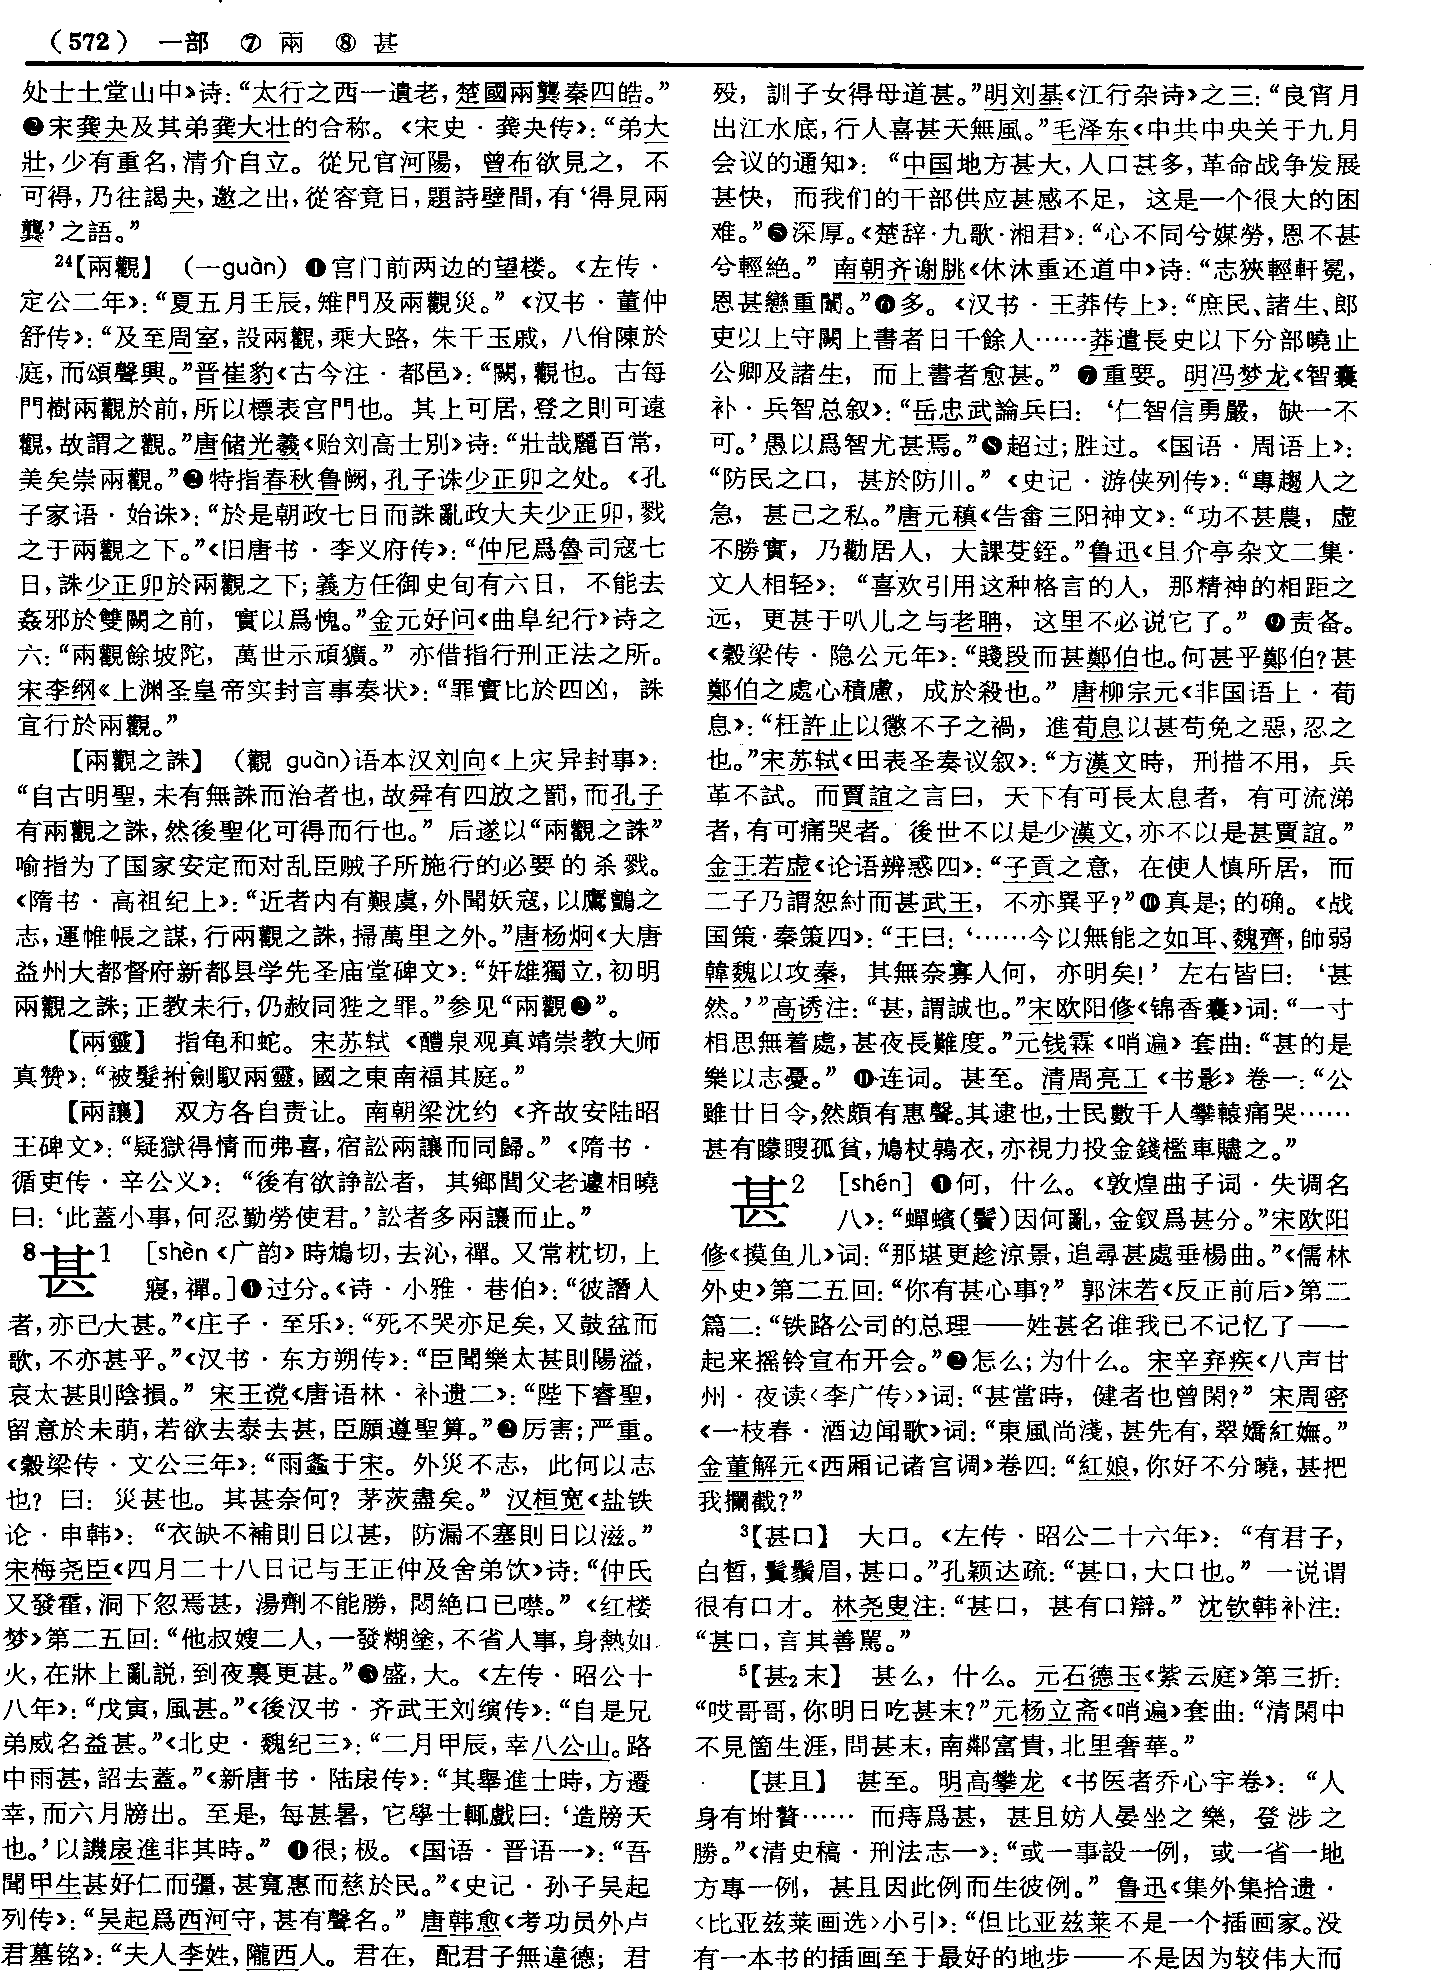 （572） 一部 ⑦ 兩 ⑧ 甚
处士土堂山中》诗：“太行之西一遺老，楚國兩龔秦四皓。”
❷宋龚夬及其弟龚大壮的合称。《宋史·龚夬传》：“弟大
壯，少有重名，清介自立。從兄官河陽，曾布欲見之，不
可得，乃往謁夬，邀之出，從容竟日，題詩壁間，有‘得見兩
龔’之語。”
24【兩觀】（一guàn）❶宫门前两边的望楼。《左传·
定公二年》：“夏五月壬辰，雉門及兩觀災。”《汉书·董仲
舒传》：“及至周室，設兩觀，乘大路，朱干玉戚，八佾陳於
庭，而頌聲興。”晋崔豹《古今注·都邑》：“闕，觀也。古每
門樹兩觀於前，所以標表宫門也。其上可居，登之則可遠
觀，故謂之觀。”唐储光羲《贻刘高士别》诗：“壯哉麗百常，
美矣崇兩觀。”❷特指春秋鲁阙，孔子诛少正卯之处。《孔
子家语·始诛》：“於是朝政七日而誅亂政大夫少正卯，戮
之于兩觀之下。”《旧唐书·李义府传》：“仲尼爲魯司寇七
日，誅少正卯於兩觀之下；義方任御史旬有六日，不能去
姦邪於雙闕之前，實以爲愧。”金元好问《曲阜纪行》诗之
六：“兩觀餘坡陀，萬世示頑獷。”亦借指行刑正法之所。
宋李纲《上渊圣皇帝实封言事奏状》：“罪實比於四凶，誅
宜行於兩觀。”
【兩觀之誅】（觀 guàn）语本汉刘向《上灾异封事》：
“自古明聖，未有無誅而治者也，故舜有四放之罰，而孔子
有兩觀之誅，然後聖化可得而行也。”后遂以“兩觀之誅”
喻指为了国家安定而对乱臣贼子所施行的必要的杀戮。
《隋书·高祖纪上》：“近者内有艱虞，外聞妖寇，以鷹鸇之
志，運帷帳之謀，行兩觀之誅，掃萬里之外。”唐杨炯《大唐
益州大都督府新都县学先圣庙堂碑文》：“奸雄獨立，初明
兩觀之誅；正教未行，仍赦同狴之罪。”参见“兩觀❷”。
【兩靈】 指龟和蛇。宋苏轼《醴泉观真靖崇教大师
真赞》：“被髮拊劍馭兩靈，國之東南福其庭。”
【兩讓】 双方各自责让。南朝梁沈约《齐故安陆昭
王碑文》：“疑獄得情而弗喜，宿訟兩讓而同歸。”《隋书·
循吏传·辛公义》：“後有欲諍訟者，其鄉閭父老遽相曉
曰：‘此蓋小事，何忍勤勞使君。’訟者多兩讓而止。”
8甚1 ［shèn《广韵》時鴆切，去沁，禪。又常枕切，上
寢，禪。］❶过分。《诗·小雅·巷伯》：“彼譖人
者，亦已大甚。”《庄子·至乐》：“死不哭亦足矣，又鼓盆而
歌，不亦甚乎。”《汉书·东方朔传》：“臣聞樂太甚則陽溢，
哀太甚則陰損。”宋王谠《唐语林·补遗二》：“陛下睿聖，
留意於未萌，若欲去泰去甚，臣願遵聖算。”❷厉害；严重。
《榖梁传·文公三年》：“雨螽于宋。外災不志，此何以志
也？曰：災甚也。其甚奈何？茅茨盡矣。”汉桓宽《盐铁
论·申韩》：“衣缺不補則日以甚，防漏不塞則日以滋。”
宋梅尧臣《四月二十八日记与王正仲及舍弟饮》诗：“仲氏
又發霍，洞下忽焉甚，湯劑不能勝，悶絶口已噤。”《红楼
梦》第二五回：“他叔嫂二人，一發糊塗，不省人事，身熱如
火，在牀上亂説，到夜裏更甚。”❸盛，大。《左传·昭公十
八年》：“戊寅，風甚。”《後汉书·齐武王刘縯传》：“自是兄
弟威名益甚。”《北史·魏纪三》：“二月甲辰，幸八公山。路
中雨甚，詔去蓋。”《新唐书·陆扆传》：“其舉進士時，方遷
幸，而六月牓出。至是，每甚暑，它學士輒戲曰：‘造牓天
也。’以譏扆進非其時。”❹很；极。《国语·晋语一》：“吾
聞甲生甚好仁而彊，甚寬惠而慈於民。”《史记·孙子吴起
列传》：“吴起爲西河守，甚有聲名。”唐韩愈《考功员外卢
君墓铭》：“夫人李姓，隴西人。君在，配君子無違德；君
殁，訓子女得母道甚。”明刘基《江行杂诗》之三：“良宵月
出江水底，行人喜甚天無風。”毛泽东《中共中央关于九月
会议的通知》：“中国地方甚大，人口甚多，革命战争发展
甚快，而我们的干部供应甚感不足，这是一个很大的困
难。”❺深厚。《楚辞·九歌·湘君》：“心不同兮媒勞，恩不甚
兮輕絶。”南朝齐谢朓《休沐重还道中》诗：“志狹輕軒冕，
恩甚戀重闈。”❻多。《汉书·王莽传上》：“庶民、諸生、郎
吏以上守闕上書者日千餘人……莽遣長史以下分部曉止
公卿及諸生，而上書者愈甚。”❼重要。明冯梦龙《智囊
补·兵智总叙》：“岳忠武論兵曰：‘仁智信勇嚴，缺一不
可。’愚以爲智尤甚焉。”❽超过；胜过。《国语·周语上》：
“防民之口，甚於防川。”《史记·游侠列传》：“專趨人之
急，甚己之私。”唐元稹《告畲三阳神文》：“功不甚農，虚
不勝實，乃勸居人，大課芟銍。”鲁迅《且介亭杂文二集·
文人相轻》：“喜欢引用这种格言的人，那精神的相距之
远，更甚于叭儿之与老聃，这里不必说它了。”❾责备。
《榖梁传·隐公元年》：“賤段而甚鄭伯也。何甚乎鄭伯？甚
鄭伯之處心積慮，成於殺也。”唐柳宗元《非国语上·荀
息》：“枉許止以懲不子之禍，進荀息以甚苟免之惡，忍之
也。”宋苏轼《田表圣奏议叙》：“方漢文時，刑措不用，兵
革不試。而賈誼之言曰，天下有可長太息者，有可流涕
者，有可痛哭者。後世不以是少漢文，亦不以是甚賈誼。”
金王若虚《论语辨惑四》：“子貢之意，在使人慎所居，而
二子乃謂恕紂而甚武王，不亦異乎？”❿真是；的确。《战
国策·秦策四》：“王曰：‘……今以無能之如耳、魏齊，帥弱
韓魏以攻秦，其無奈寡人何，亦明矣！’左右皆曰：‘甚
然。’”高诱注：“甚，謂誠也。”宋欧阳修《锦香囊》词：“一寸
相思無着處，甚夜長難度。”元钱霖《哨遍》套曲：“甚的是
樂以志憂。”⓫连词。甚至。清周亮工《书影》卷一：“公
雖廿日令，然頗有惠聲。其逮也，士民數千人攀轅痛哭……
甚有矇瞍孤貧，鳩杖鶉衣，亦視力投金錢檻車贐之。”
甚2 ［shén］❶何，什么。《敦煌曲子词·失调名
八》：“蟬蠙（鬢）因何亂，金釵爲甚分。”宋欧阳
修《摸鱼儿》词：“那堪更趁涼景，追尋甚處垂楊曲。”《儒林
外史》第二五回：“你有甚心事？”郭沫若《反正前后》第二
篇二：“铁路公司的总理——姓甚名谁我已不记忆了——
起来摇铃宣布开会。”❷怎么；为什么。宋辛弃疾《八声甘
州·夜读〈李广传〉》词：“甚當時，健者也曾閑？”宋周密
《一枝春·酒边闻歌》词：“東風尚淺，甚先有，翠嬌紅嫵。”
金董解元《西厢记诸宫调》卷四：“紅娘，你好不分曉，甚把
我攔截？”
3【甚口】 大口。《左传·昭公二十六年》：“有君子，
白皙，鬒鬚眉，甚口。”孔颖达疏：“甚口，大口也。”一说谓
很有口才。林尧叟注：“甚口，甚有口辯。”沈钦韩补注：
“甚口，言其善罵。”
5【甚2末】 甚么，什么。元石德玉《紫云庭》第三折：
“哎哥哥，你明日吃甚末？”元杨立斋《哨遍》套曲：“清閑中
不見箇生涯，問甚末，南鄰富貴，北里奢華。”
【甚且】 甚至。明高攀龙《书医者乔心宇卷》：“人
身有坿贅……而痔爲甚，甚且妨人晏坐之樂，登涉之
勝。”《清史稿·刑法志一》：“或一事設一例，或一省一地
方專一例，甚且因此例而生彼例。”鲁迅《集外集拾遗·
〈比亚兹莱画选〉小引》：“但比亚兹莱不是一个插画家。没
有一本书的插画至于最好的地步——不是因为较伟大而